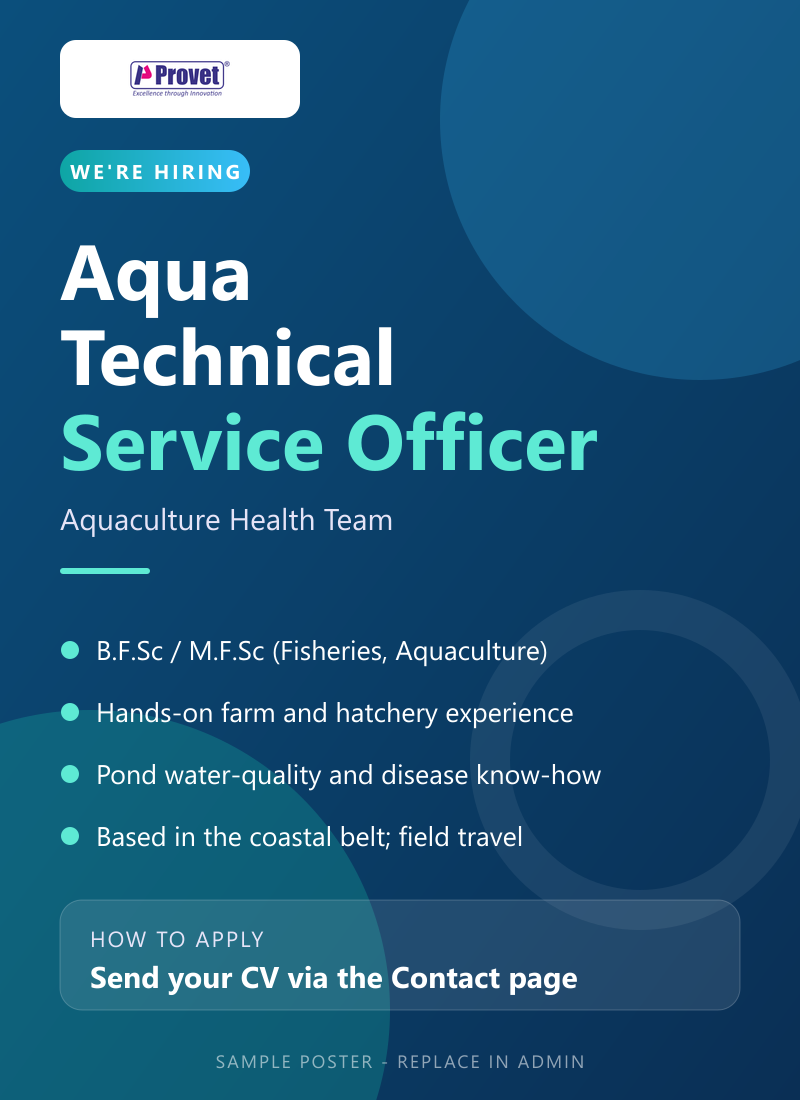 Provet®
Excellence through innovation
WE'RE HIRING
Aqua
Technical
Service Officer
Aquaculture Health Team
B.F.Sc / M.F.Sc (Fisheries, Aquaculture)
Hands-on farm and hatchery experience
Pond water-quality and disease know-how
Based in the coastal belt; field travel
HOW TO APPLY
Send your CV via the Contact page
SAMPLE POSTER - REPLACE IN ADMIN